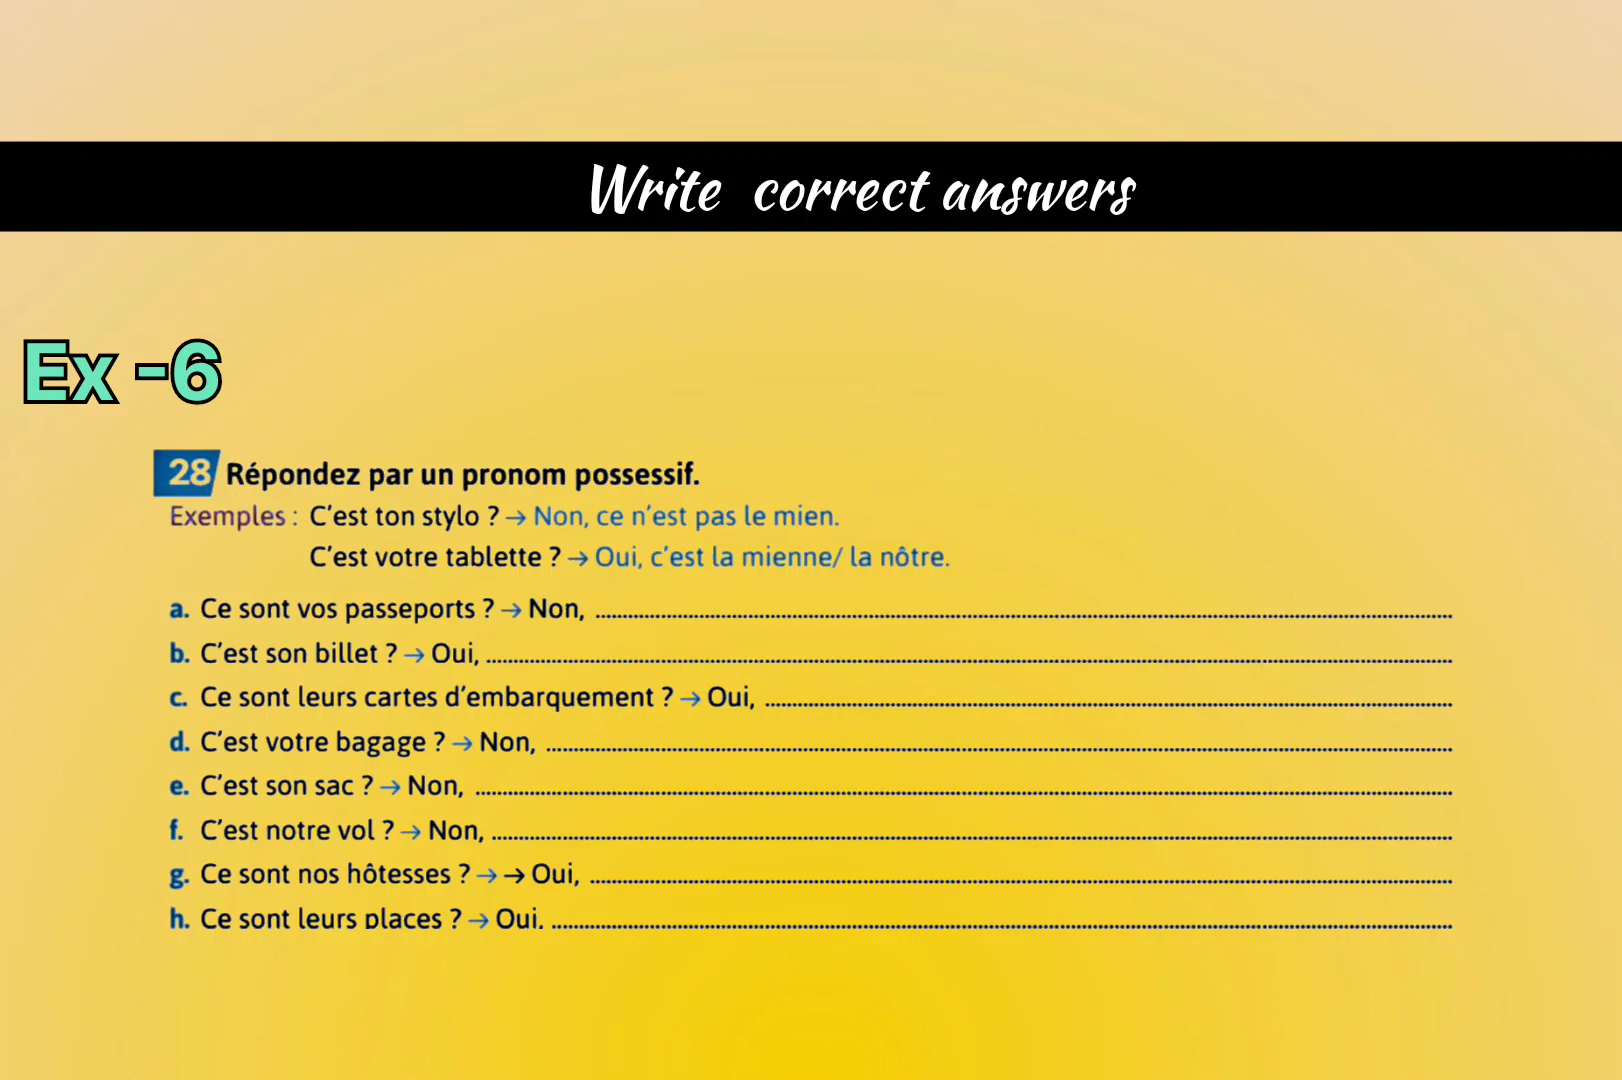 Write correct answers
Ex -6
28 Répondez par un pronom possessif.
Exemples : C'est ton stylo ? → Non, ce n'est pas le mien.
C'est votre tablette ? → Oui, c'est la mienne/ la nôtre.
a. Ce sont vos passeports ? → Non, ........................
b. C'est son billet ? → Oui, ........................
c. Ce sont leurs cartes d'embarquement ? → Oui, ........................
d. C'est votre bagage ? → Non, ........................
e. C'est son sac ? → Non, ........................
f. C'est notre vol ? → Non, ........................
g. Ce sont nos hôtesses ? → → Oui, ........................
h. Ce sont leurs places ? → Oui, ........................